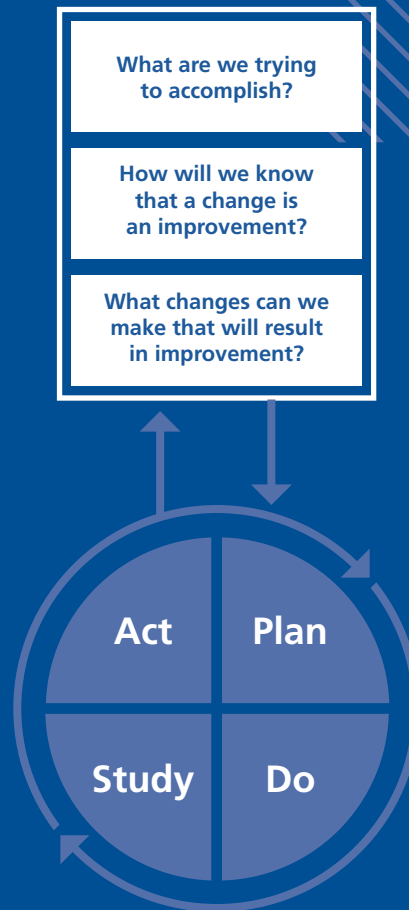 What are we trying
to accomplish?
How will we know
that a change is
an improvement?
What changes can we
make that will result
in improvement?
Act
Plan
Study
Do